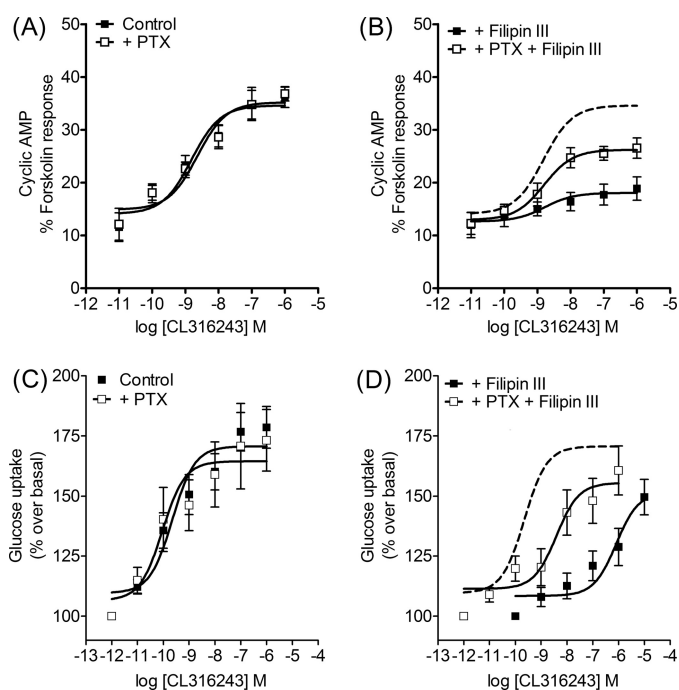 (A)
Control
+ PTX
Cyclic AMP
% Forskolin response
50
40
30
20
10
0
-12 -11 -10 -9 -8 -7 -6 -5
log [CL316243] M
(B)
+ Filipin III
+ PTX + Filipin III
Cyclic AMP
% Forskolin response
50
40
30
20
10
0
-12 -11 -10 -9 -8 -7 -6 -5
log [CL316243] M
(C)
Control
+ PTX
Glucose uptake
(% over basal)
200
175
150
125
100
-13 -12 -11 -10 -9 -8 -7 -6 -5 -4
log [CL316243] M
(D)
+ Filipin III
+ PTX + Filipin III
Glucose uptake
(% over basal)
200
175
150
125
100
-13 -12 -11 -10 -9 -8 -7 -6 -5 -4
log [CL316243] M